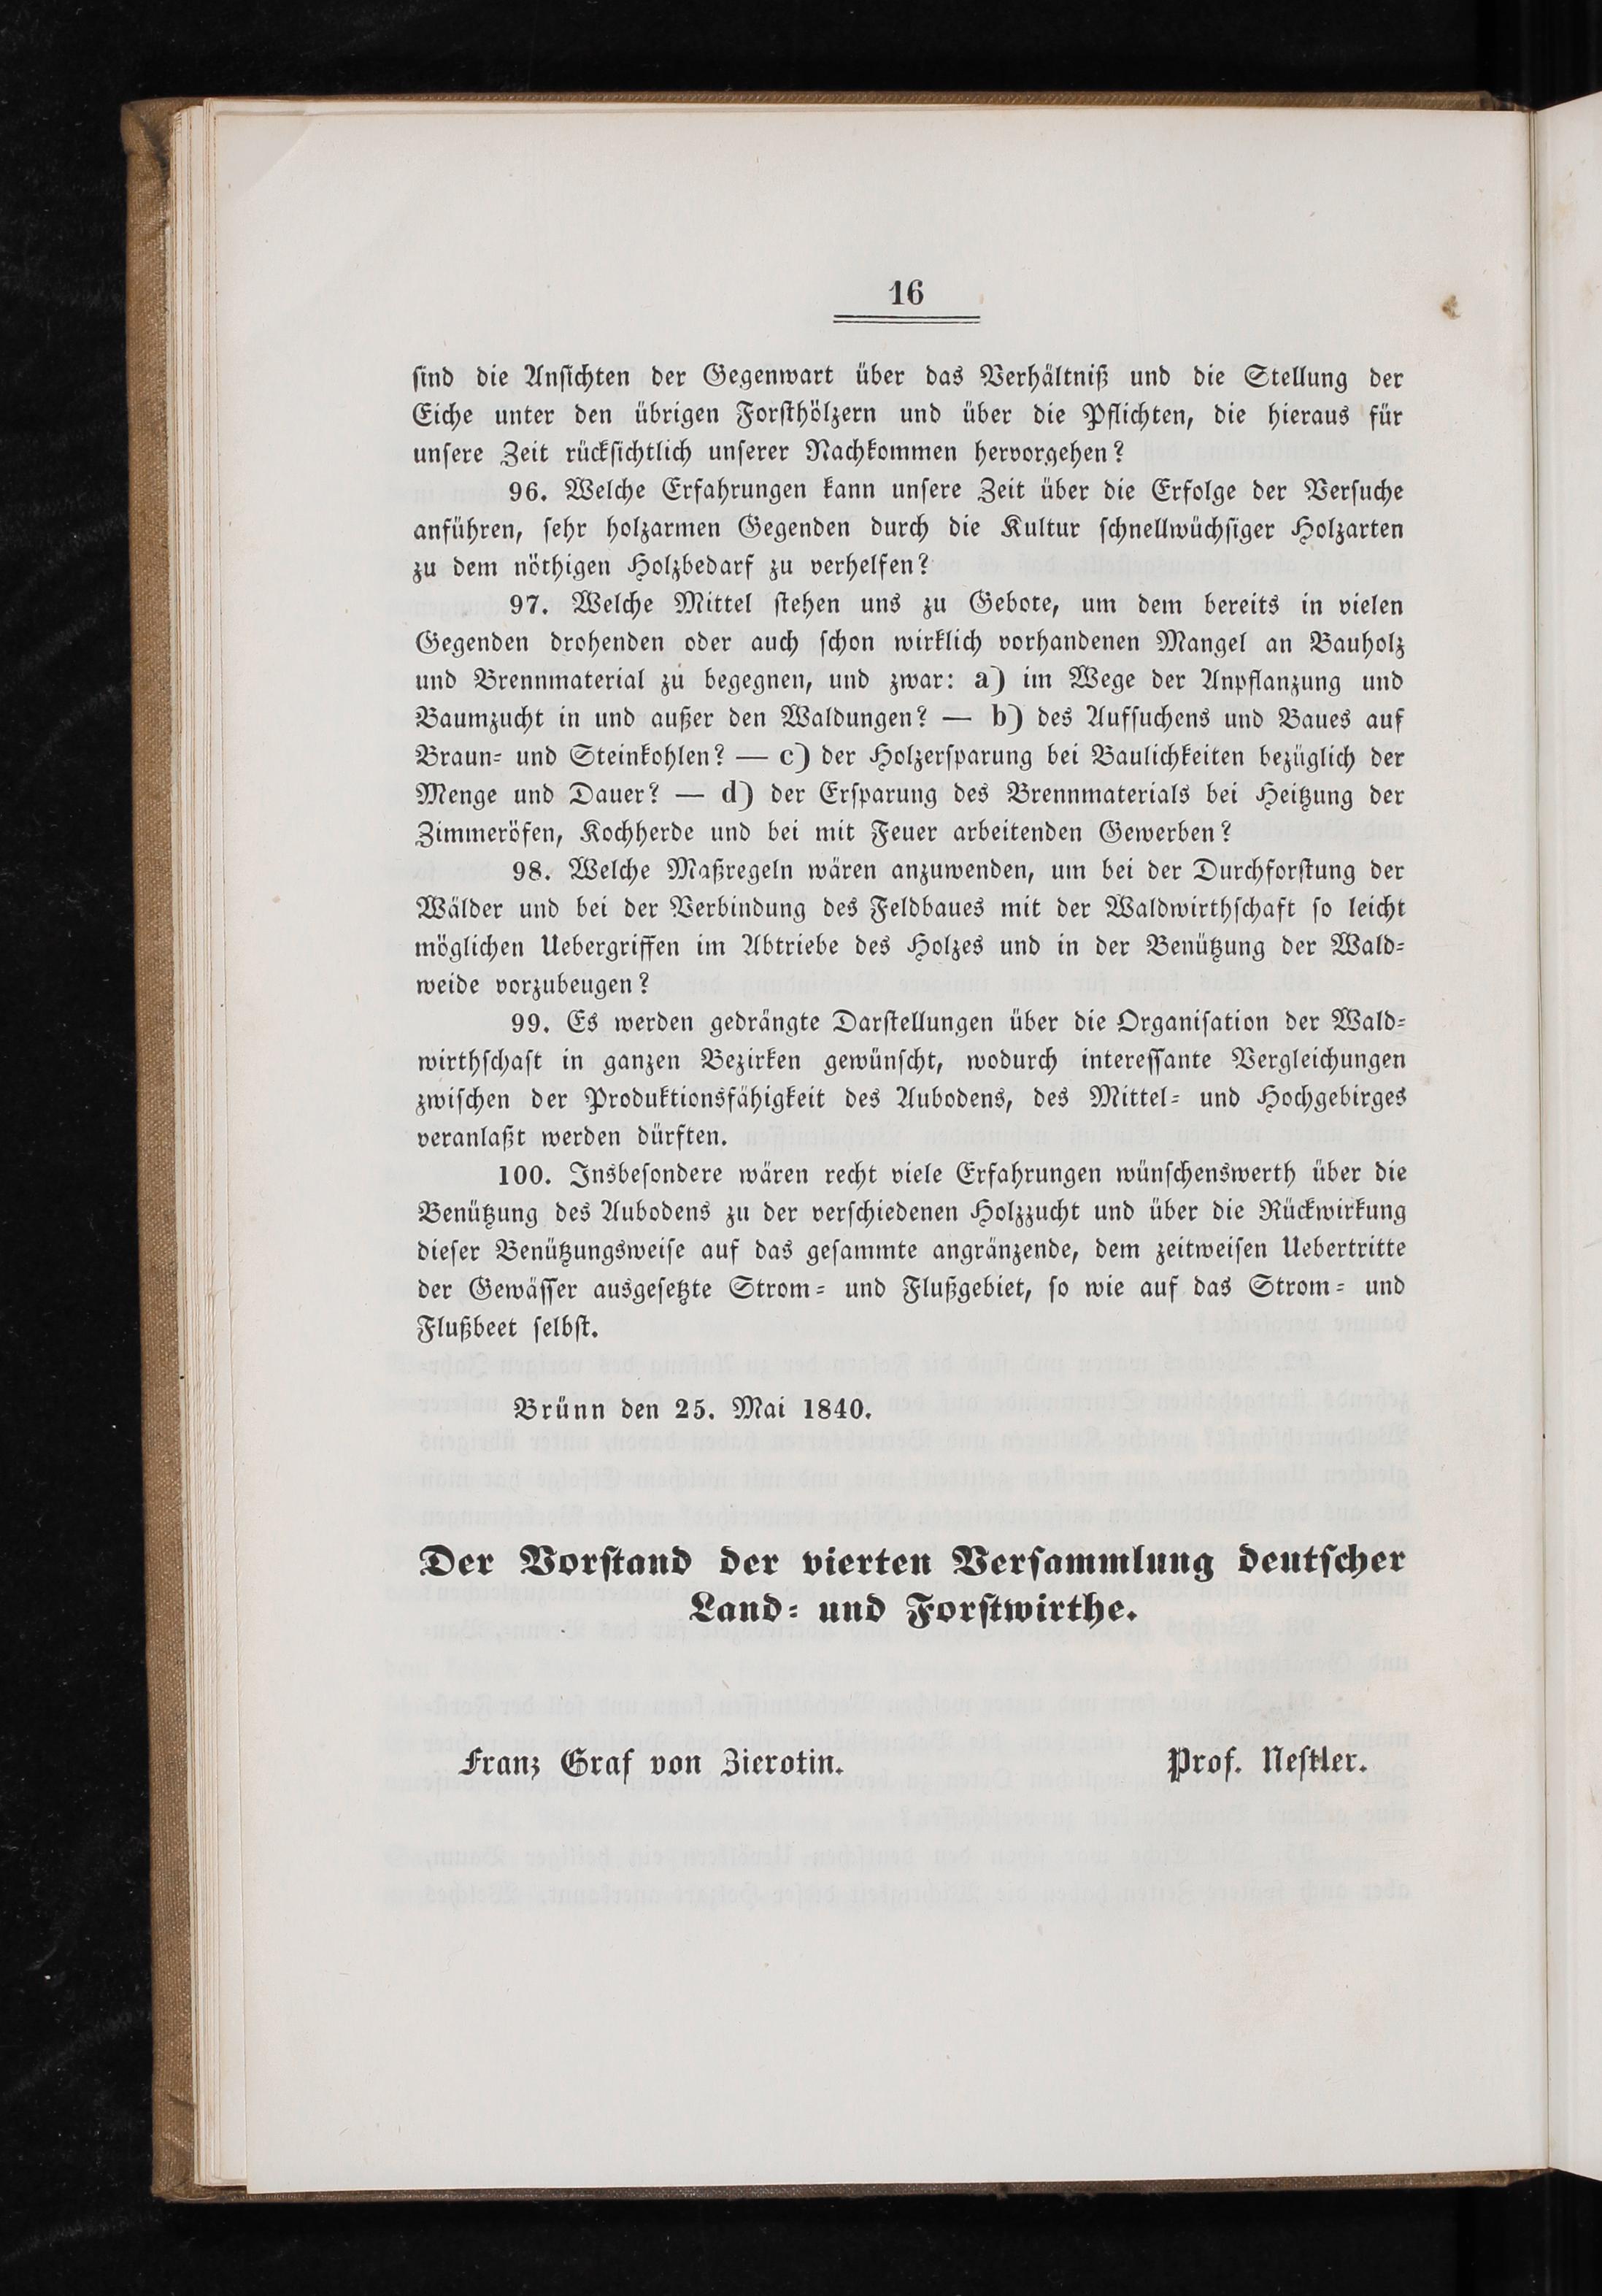 16
sind die Ansichten der Gegenwart über das Verhältniß und die Stellung der
Eiche unter den übrigen Forsthölzern und über die Pflichten, die hieraus für
unsere Zeit rücksichtlich unserer Nachkommen hervorgehen?
96. Welche Erfahrungen kann unsere Zeit über die Erfolge der Versuche
anführen, sehr holzarmen Gegenden durch die Kultur schnellwüchsiger Holzarten
zu dem nöthigen Holzbedarf zu verhelfen?
97. Welche Mittel stehen uns zu Gebote, um dem bereits in vielen
Gegenden drohenden oder auch schon wirklich vorhandenen Mangel an Bauholz
und Brennmaterial zu begegnen, und zwar: a) im Wege der Anpflanzung und
Baumzucht in und außer den Waldungen? — b) des Aufsuchens und Baues auf
Braun- und Steinkohlen? — c) der Holzersparung bei Baulichkeiten bezüglich der
Menge und Dauer? — d) der Ersparung des Brennmaterials bei Heitzung der
Zimmeröfen, Kochherde und bei mit Feuer arbeitenden Gewerben?
98. Welche Maßregeln wären anzuwenden, um bei der Durchforstung der
Wälder und bei der Verbindung des Feldbaues mit der Waldwirthschaft so leicht
möglichen Uebergriffen im Abtriebe des Holzes und in der Benützung der Wald-
weide vorzubeugen?
99. Es werden gedrängte Darstellungen über die Organisation der Wald-
wirthschaft in ganzen Bezirken gewünscht, wodurch interessante Vergleichungen
zwischen der Produktionsfähigkeit des Aubodens, des Mittel- und Hochgebirges
veranlaßt werden dürften.
100. Insbesondere wären recht viele Erfahrungen wünschenswerth über die
Benützung des Aubodens zu der verschiedenen Holzzucht und über die Rückwirkung
dieser Benützungsweise auf das gesammte angränzende, dem zeitweisen Uebertritte
der Gewässer ausgesetzte Strom- und Flußgebiet, so wie auf das Strom- und
Flußbeet selbst.
Brünn den 25. Mai 1840.
Der Vorstand der vierten Versammlung deutscher
Land- und Forstwirthe.
Franz Graf von Zierotin. Prof. Nestler.